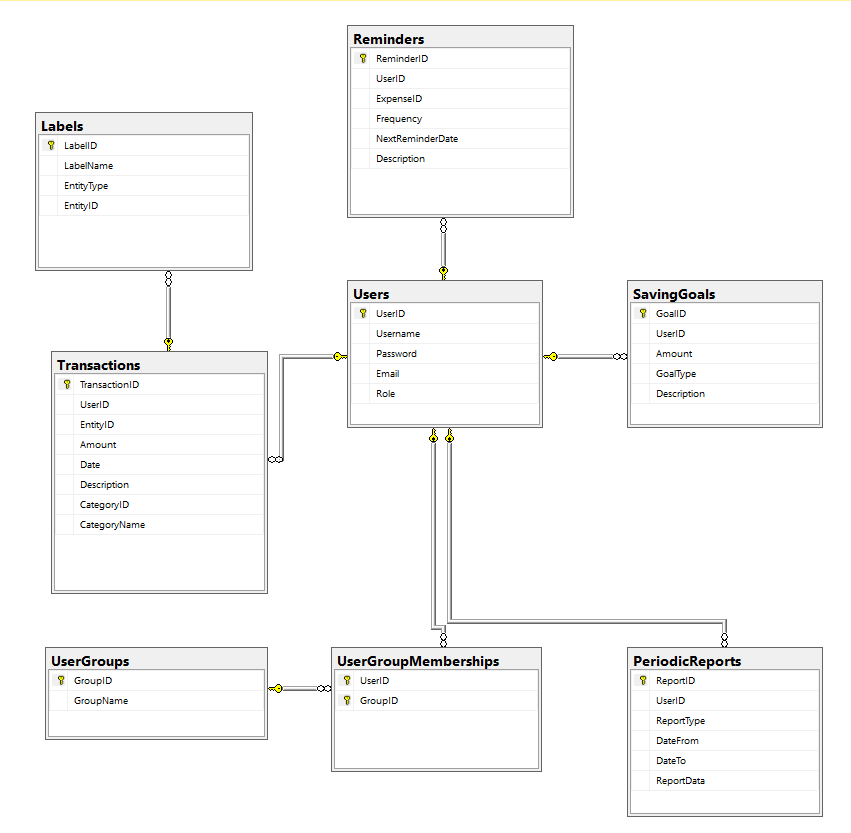 Reminders
ReminderID
UserID
ExpenseID
Frequency
NextReminderDate
Description
Labels
LabelID
LabelName
EntityType
EntityID
Users
UserID
Username
Password
Email
Role
SavingGoals
GoalID
UserID
Amount
GoalType
Description
Transactions
TransactionID
UserID
EntityID
Amount
Date
Description
CategoryID
CategoryName
UserGroups
GroupID
GroupName
UserGroupMemberships
UserID
GroupID
PeriodicReports
ReportID
UserID
ReportType
DateFrom
DateTo
ReportData